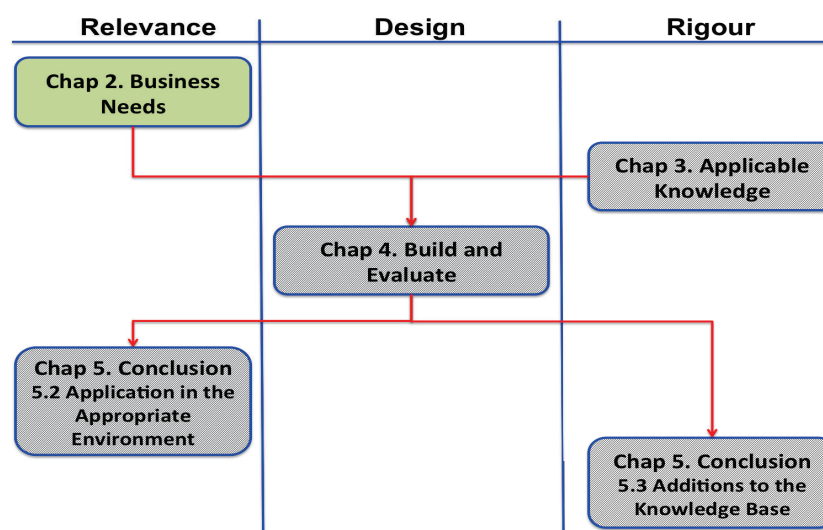 Relevance
Design
Rigour
Chap 2. Business
Needs
Chap 3. Applicable
Knowledge
Chap 4. Build and
Evaluate
Chap 5. Conclusion
5.2 Application in the
Appropriate
Environment
Chap 5. Conclusion
5.3 Additions to the
Knowledge Base